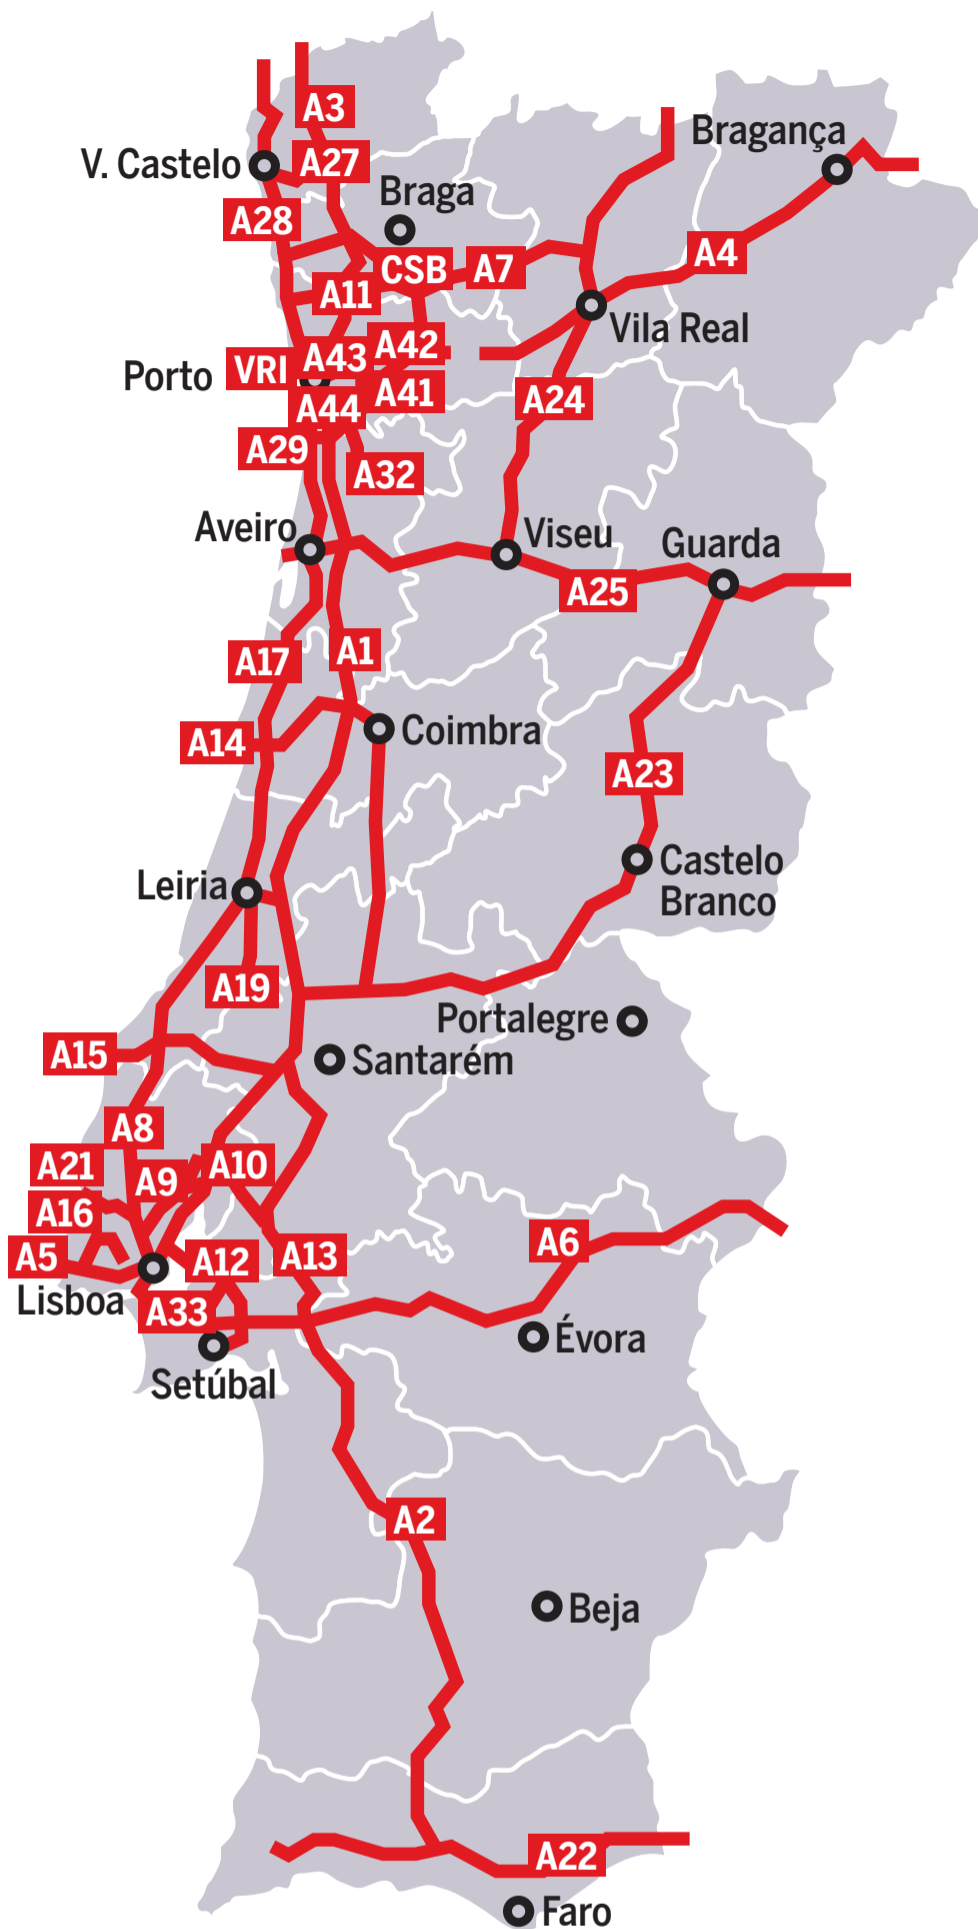 A3
Bragança
V. Castelo
A27
Braga
A28
A4
CSB
A7
A11
Vila Real
A43
A42
VRI
Porto
A41
A44
A24
A29
A32
Aveiro
Viseu
Guarda
A25
A17
A1
A14
Coimbra
A23
Castelo
Branco
Leiria
A19
Portalegre
A15
Santarém
A8
A21
A10
A9
A16
A5
A12
A13
A6
Lisboa
A33
Évora
Setúbal
A2
Beja
A22
Faro